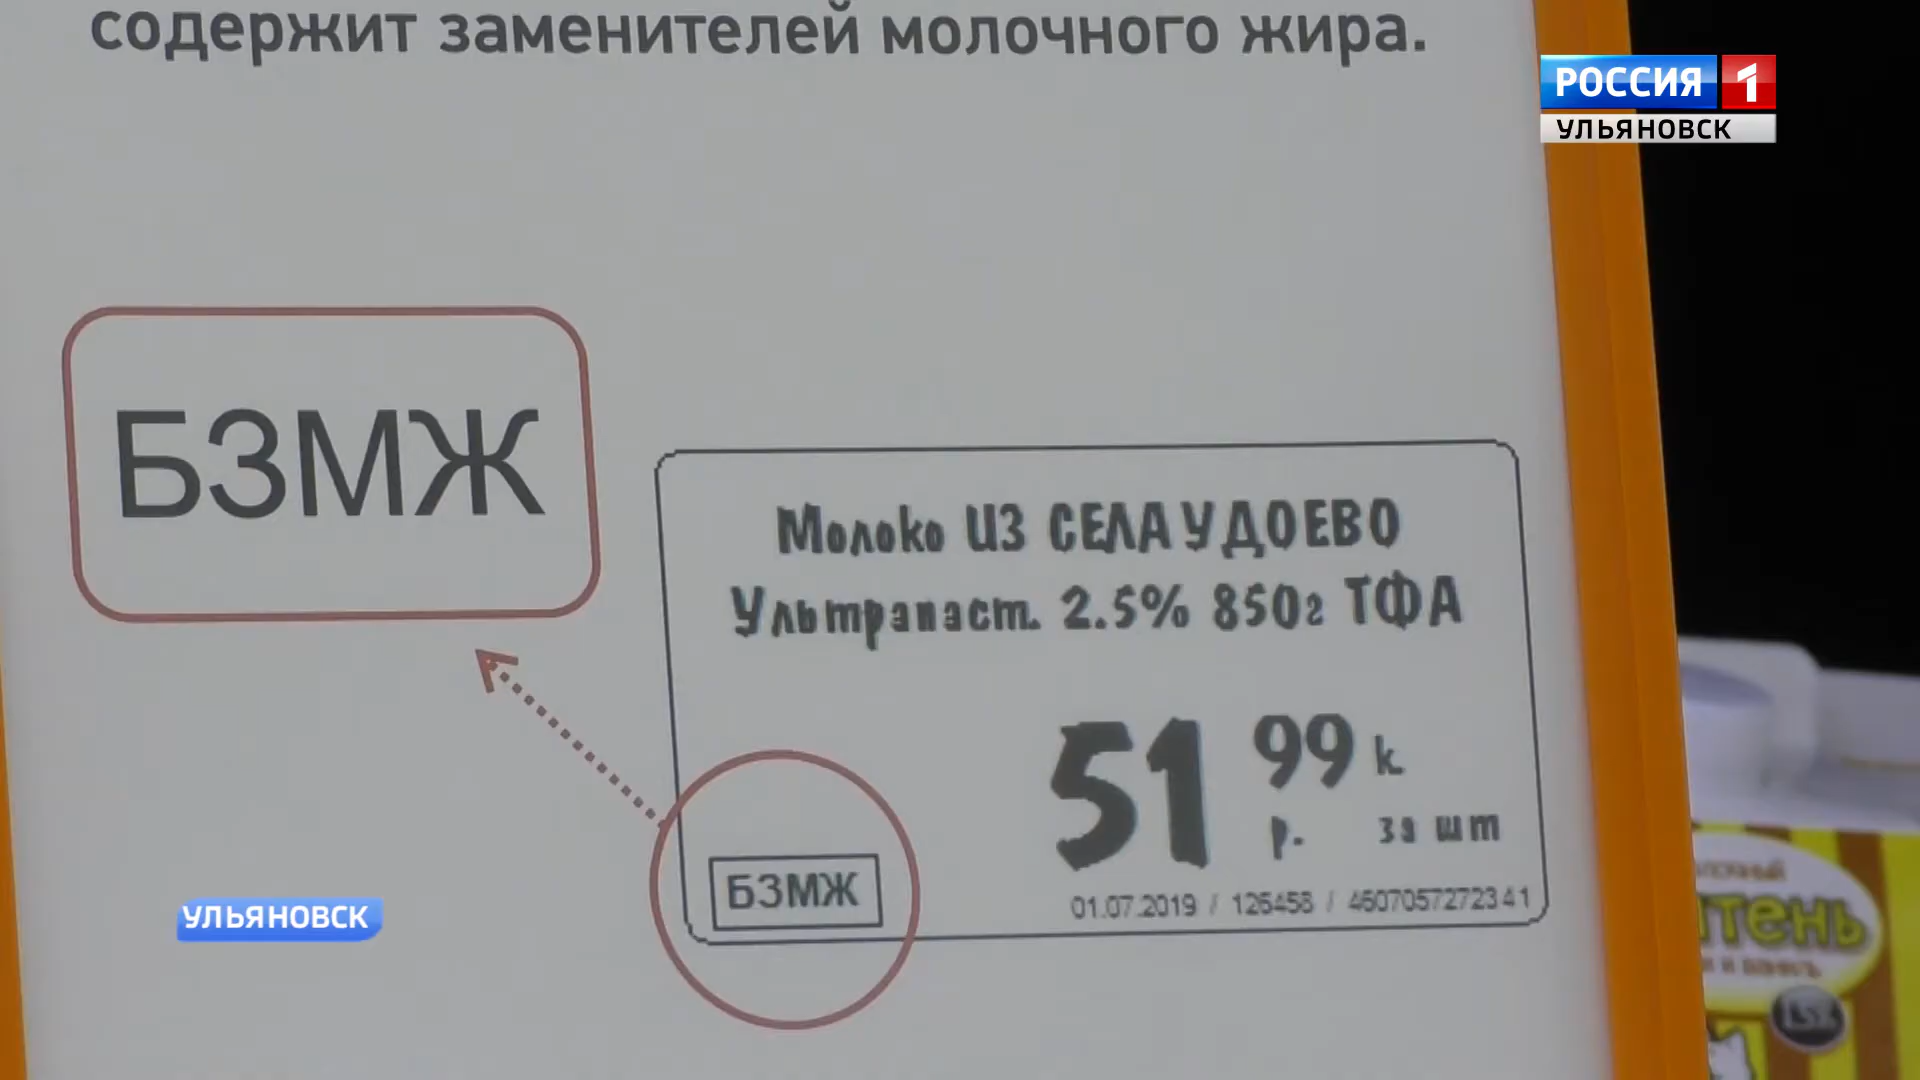 содержит заменителей молочного жира.
РОССИЯ 1
УЛЬЯНОВСК
БЗМЖ
Молоко ИЗ СЕЛА УДОЕВО
Ультрапаст. 2.5% 850г ТФА
51 99 к.
р. за шт
БЗМЖ
01.07.2019 / 126458 / 4607057272341
УЛЬЯНОВСК